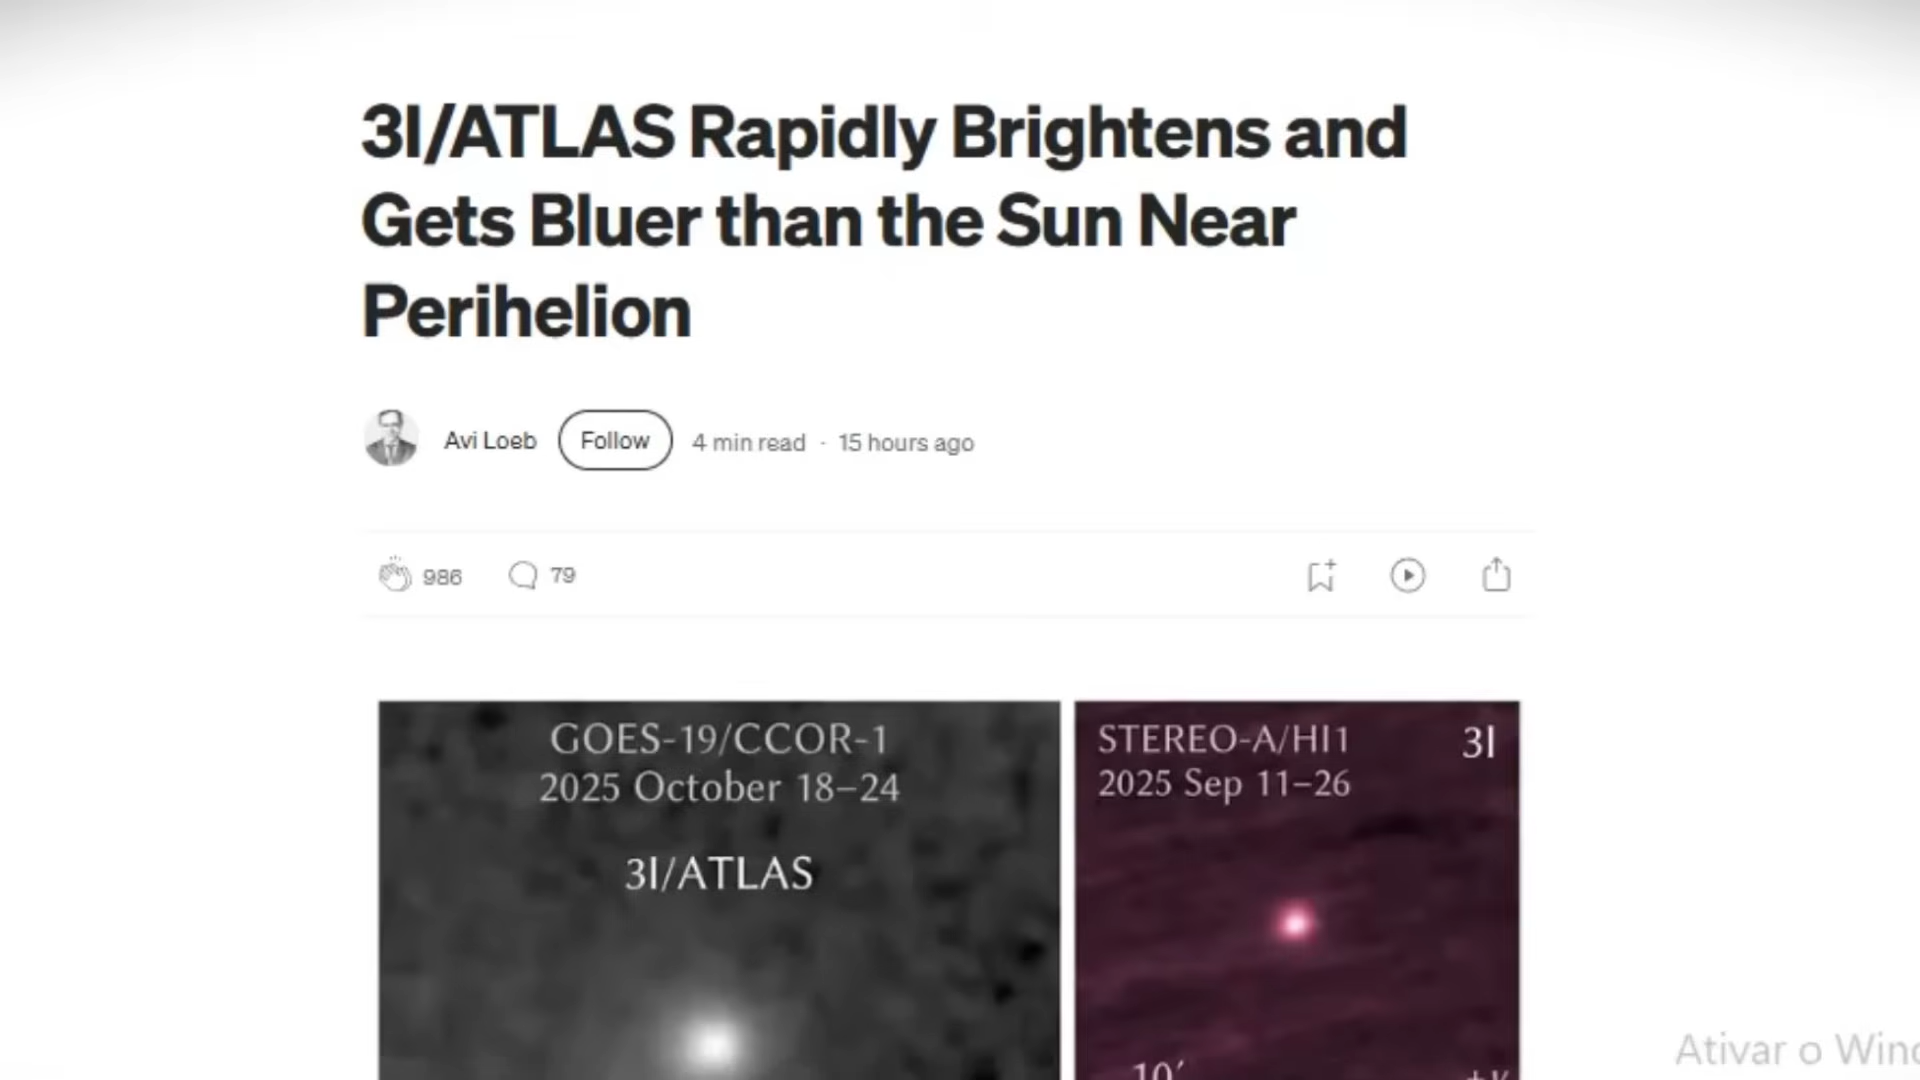 3I/ATLAS Rapidly Brightens and
Gets Bluer than the Sun Near
Perihelion
Avi Loeb Follow 4 min read · 15 hours ago
986 79
GOES-19/CCOR-1
2025 October 18–24
3I/ATLAS
STEREO-A/HI1 3I
2025 Sep 11–26
10′
Ativar o Wind